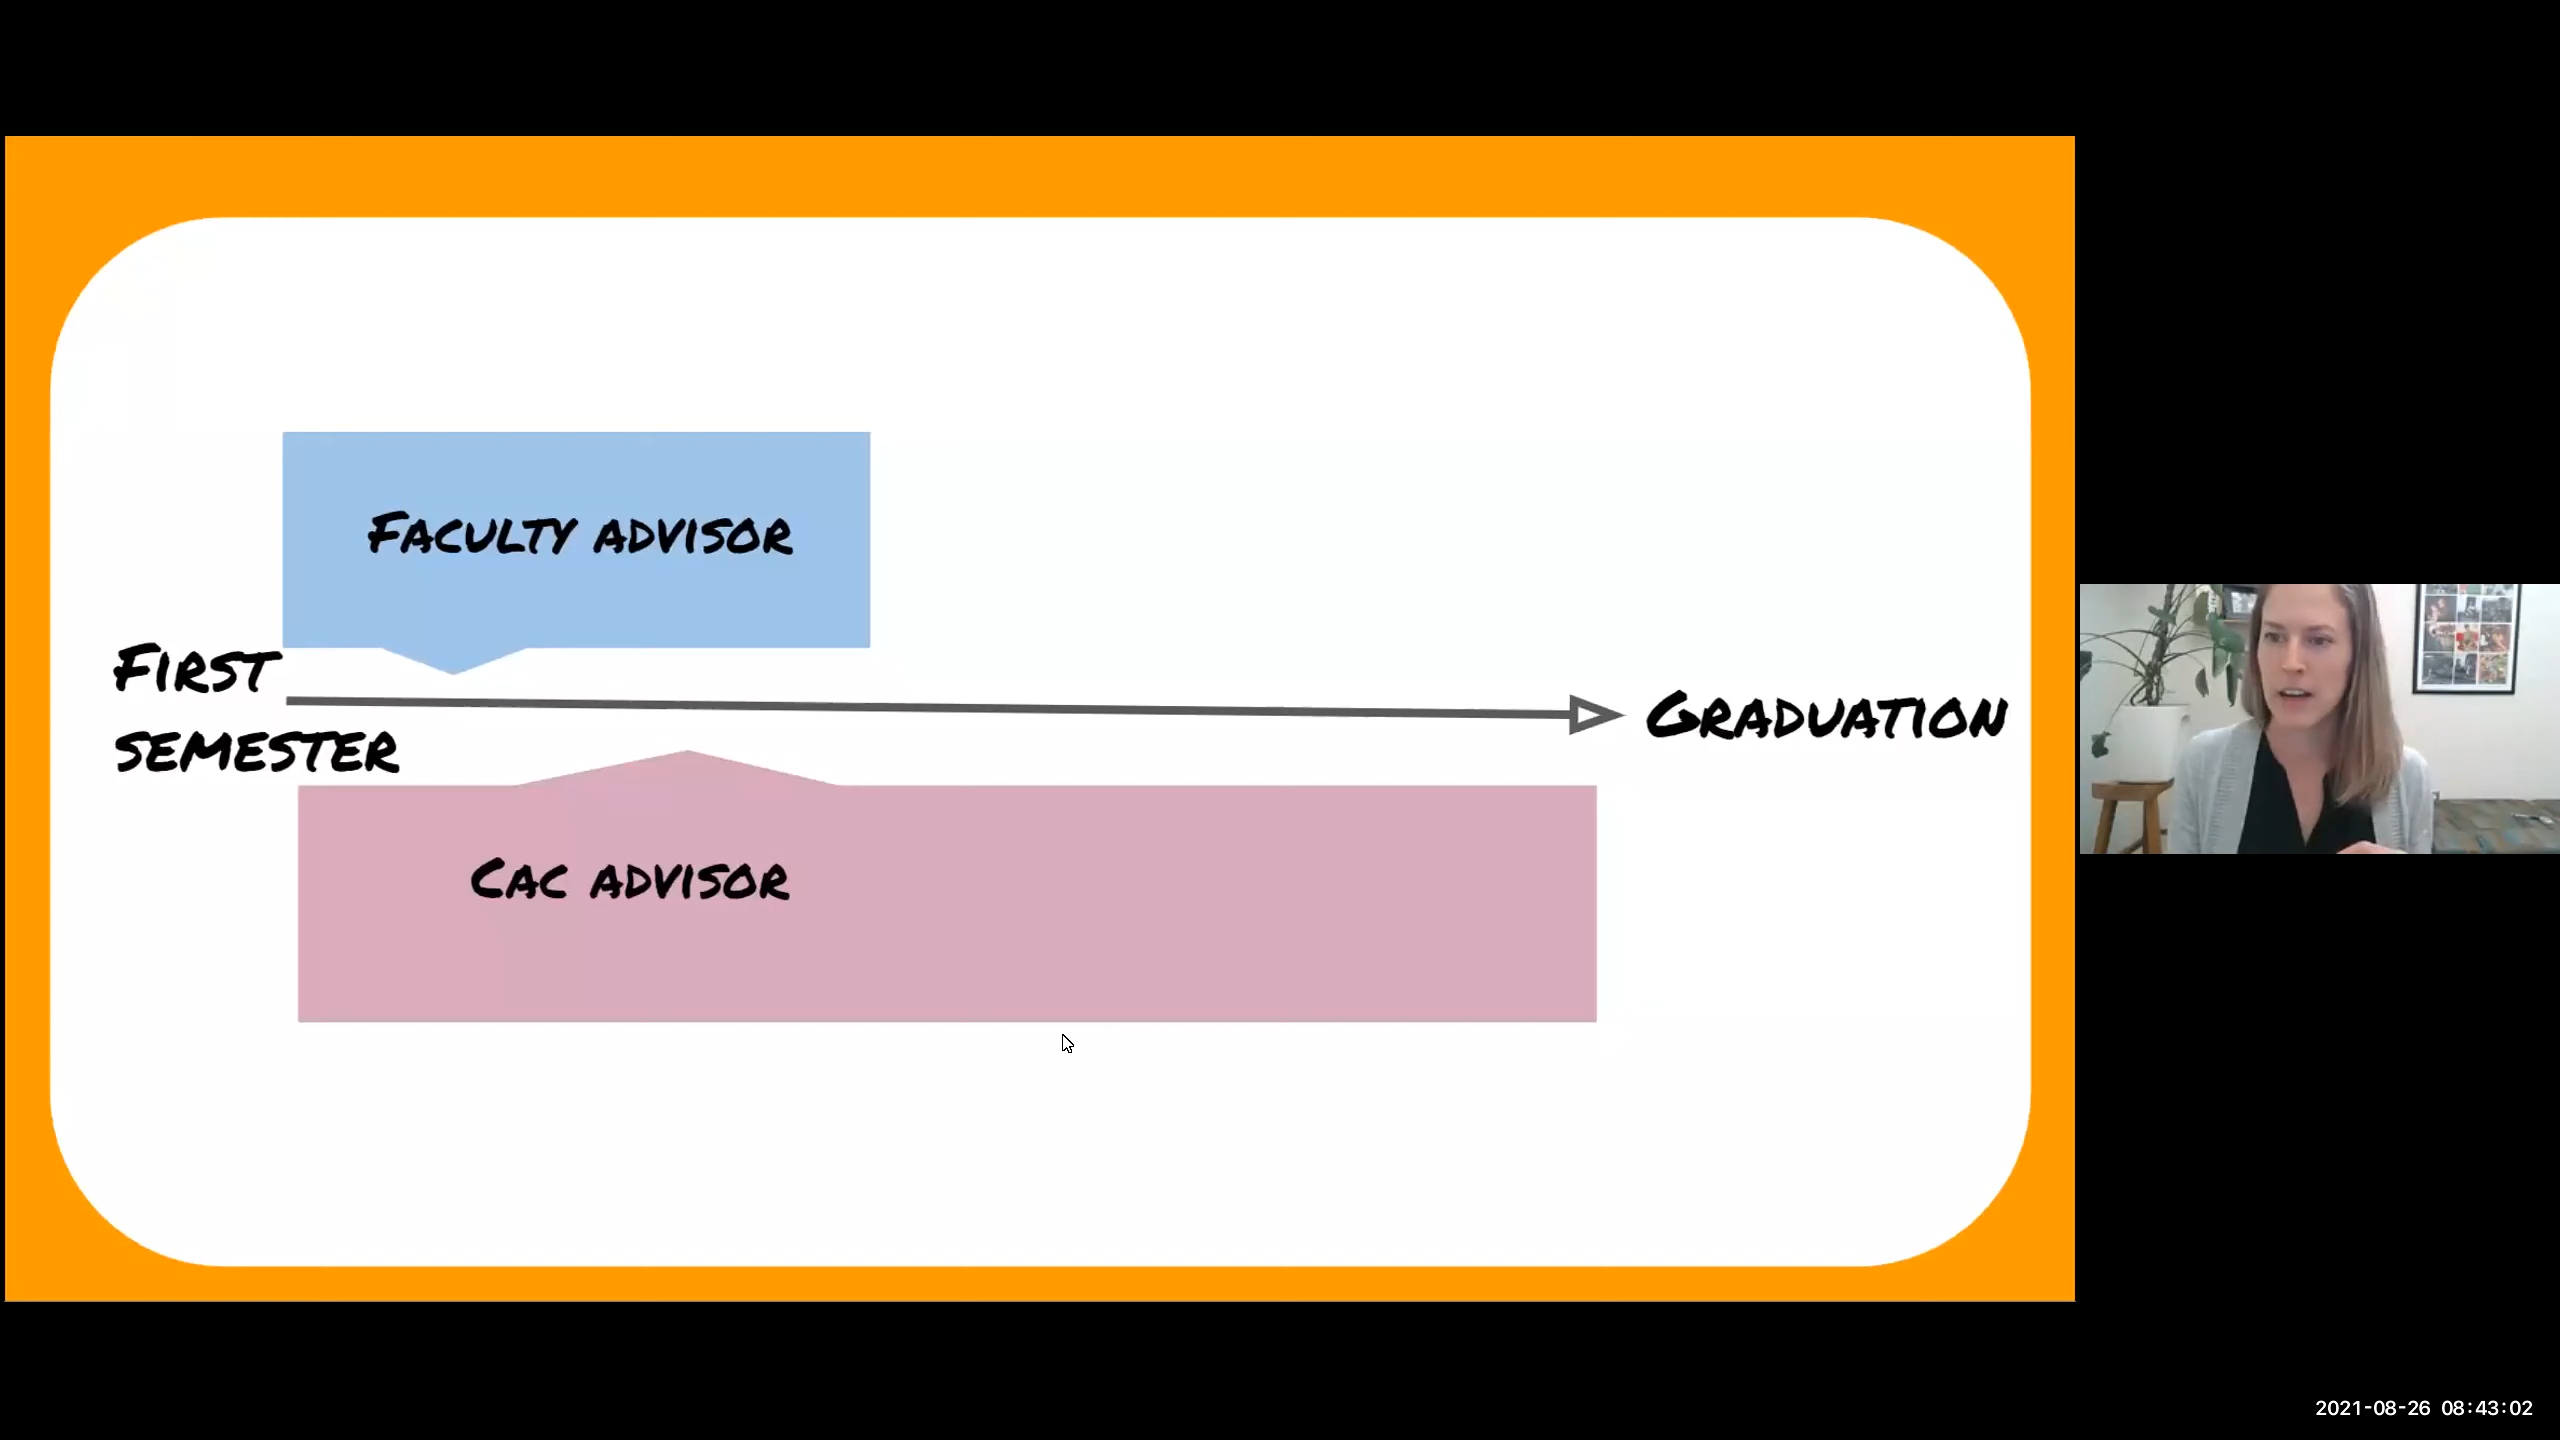 Faculty advisor
First
semester
Graduation
Cac advisor
2021-08-26 08:43:02